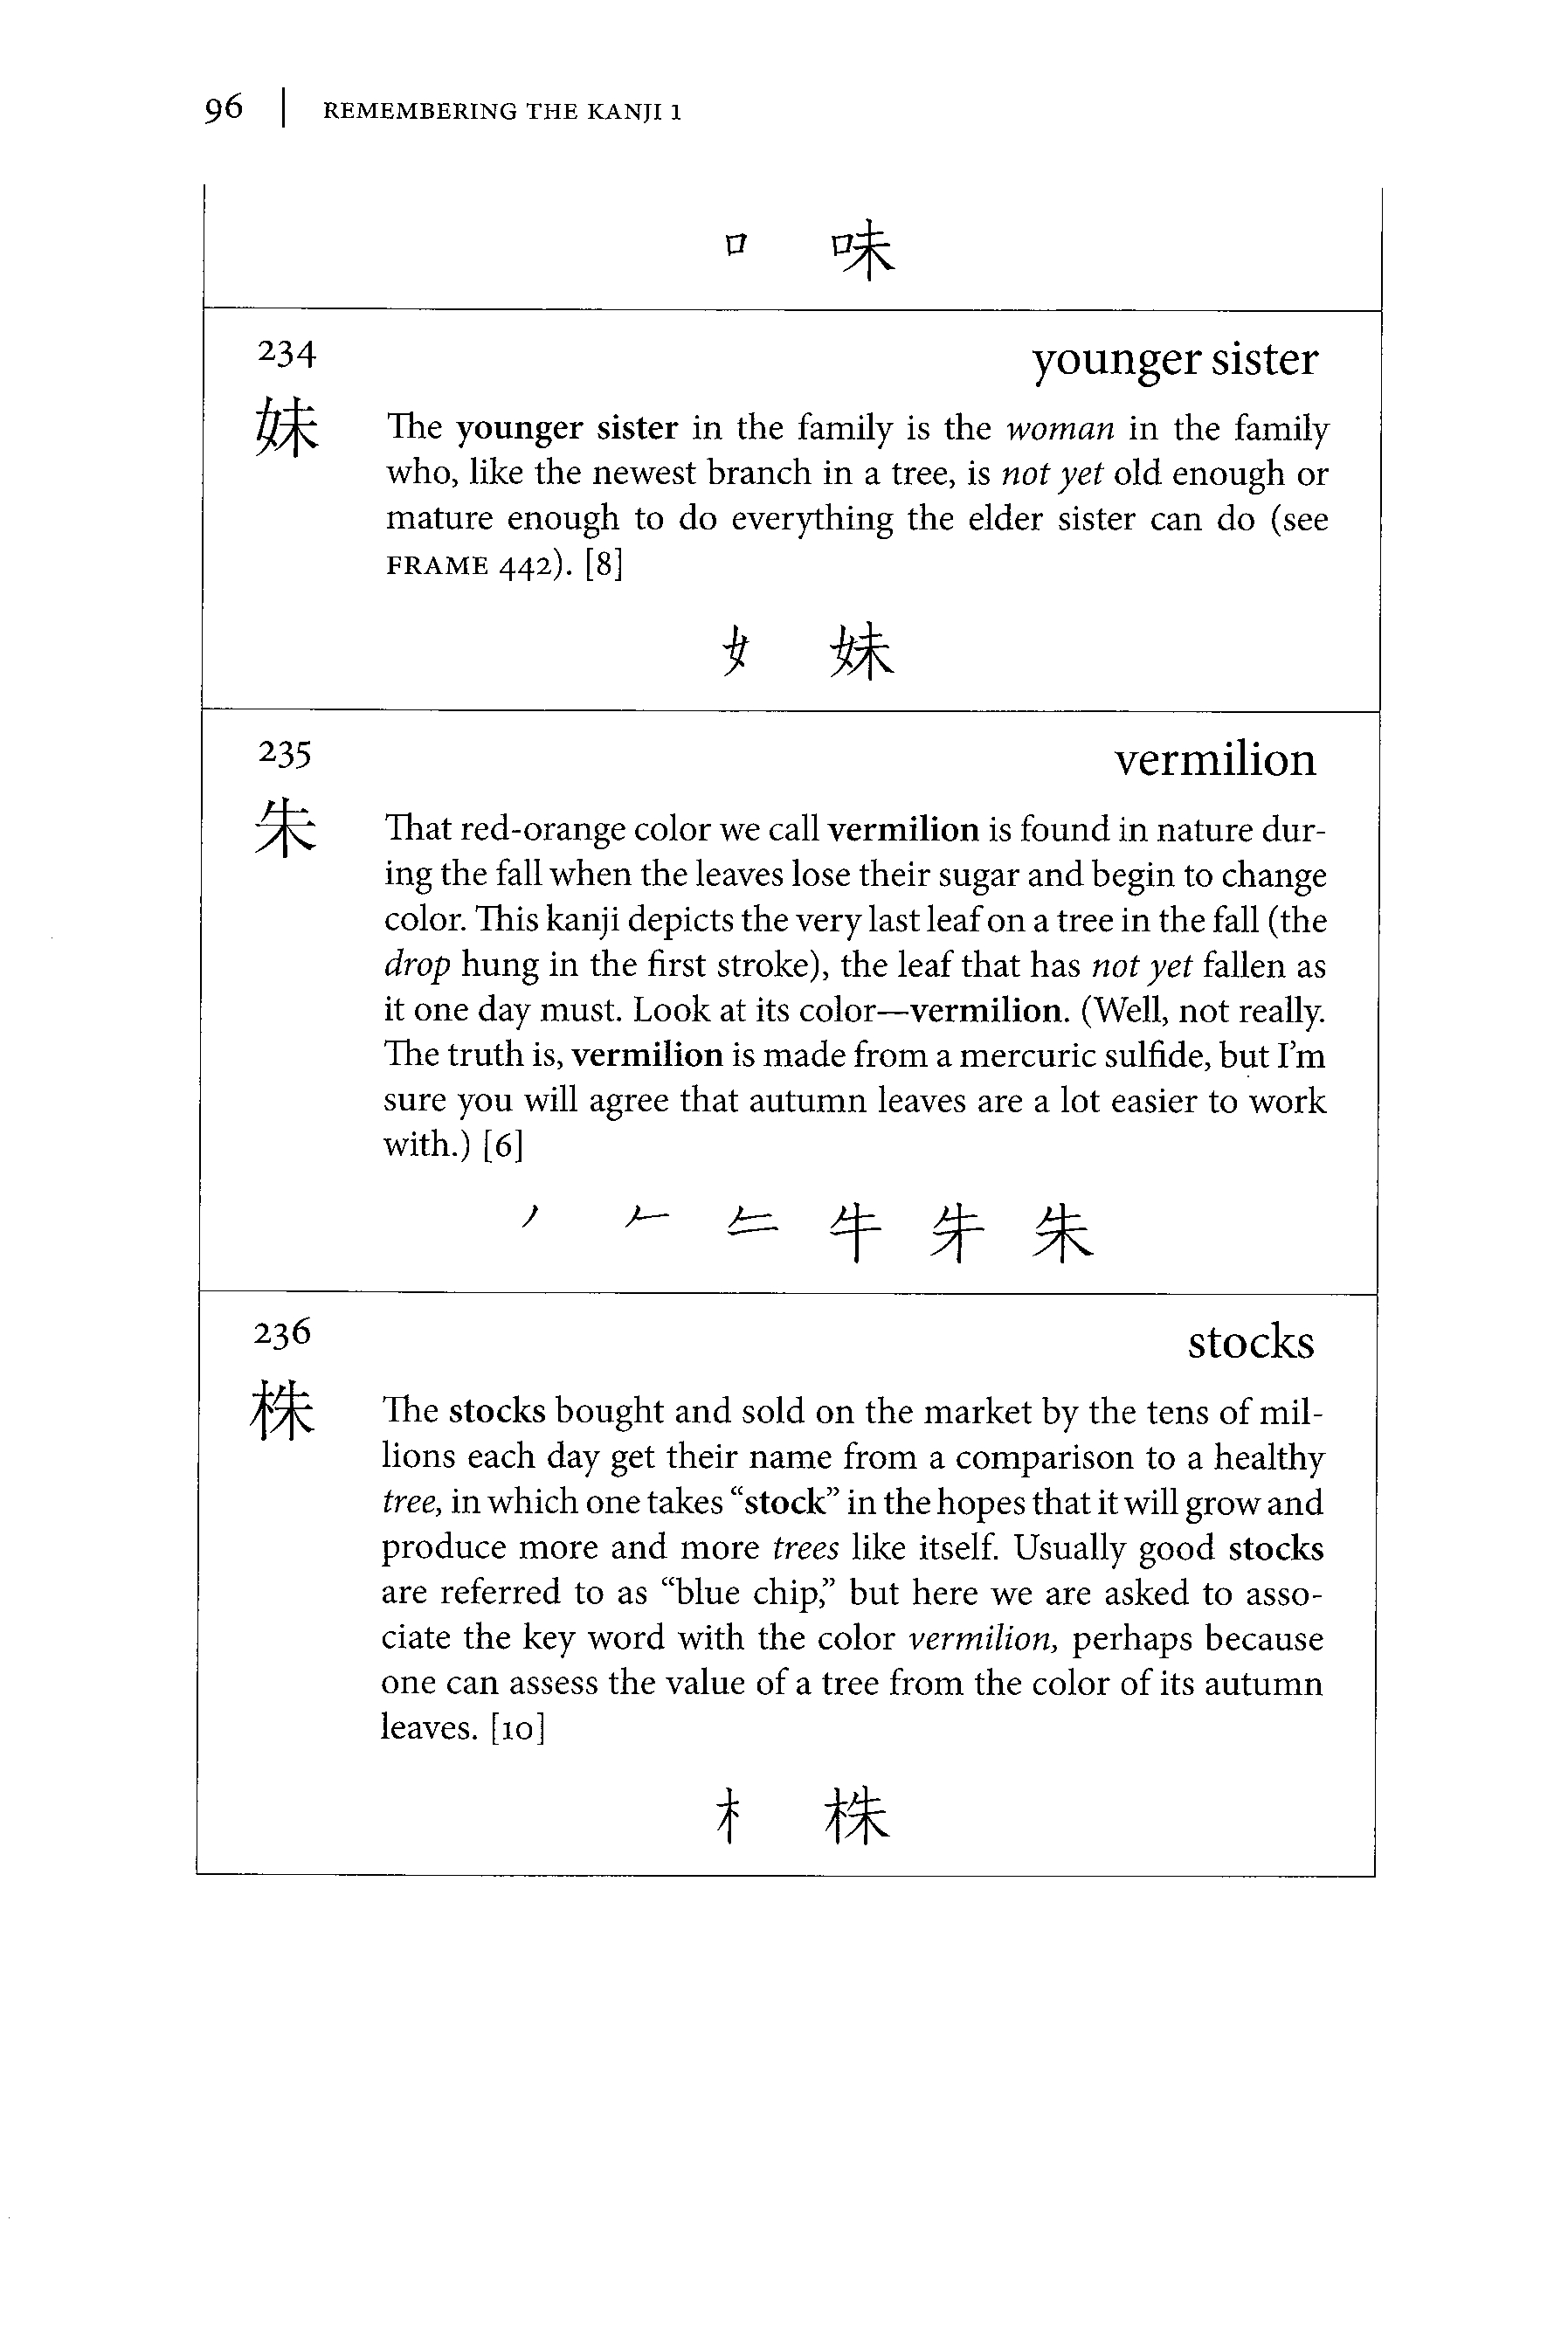 96 | REMEMBERING THE KANJI 1
口 味
234 younger sister
妹 The younger sister in the family is the woman in the family
who, like the newest branch in a tree, is not yet old enough or
mature enough to do everything the elder sister can do (see
FRAME 442). [8]
女 妹
235 vermilion
朱 That red-orange color we call vermilion is found in nature dur-
ing the fall when the leaves lose their sugar and begin to change
color. This kanji depicts the very last leaf on a tree in the fall (the
drop hung in the first stroke), the leaf that has not yet fallen as
it one day must. Look at its color—vermilion. (Well, not really.
The truth is, vermilion is made from a mercuric sulfide, but I’m
sure you will agree that autumn leaves are a lot easier to work
with.) [6]
丿 𠂉 牛 朱
236 stocks
株 The stocks bought and sold on the market by the tens of mil-
lions each day get their name from a comparison to a healthy
tree, in which one takes “stock” in the hopes that it will grow and
produce more and more trees like itself. Usually good stocks
are referred to as “blue chip,” but here we are asked to asso-
ciate the key word with the color vermilion, perhaps because
one can assess the value of a tree from the color of its autumn
leaves. [10]
木 株